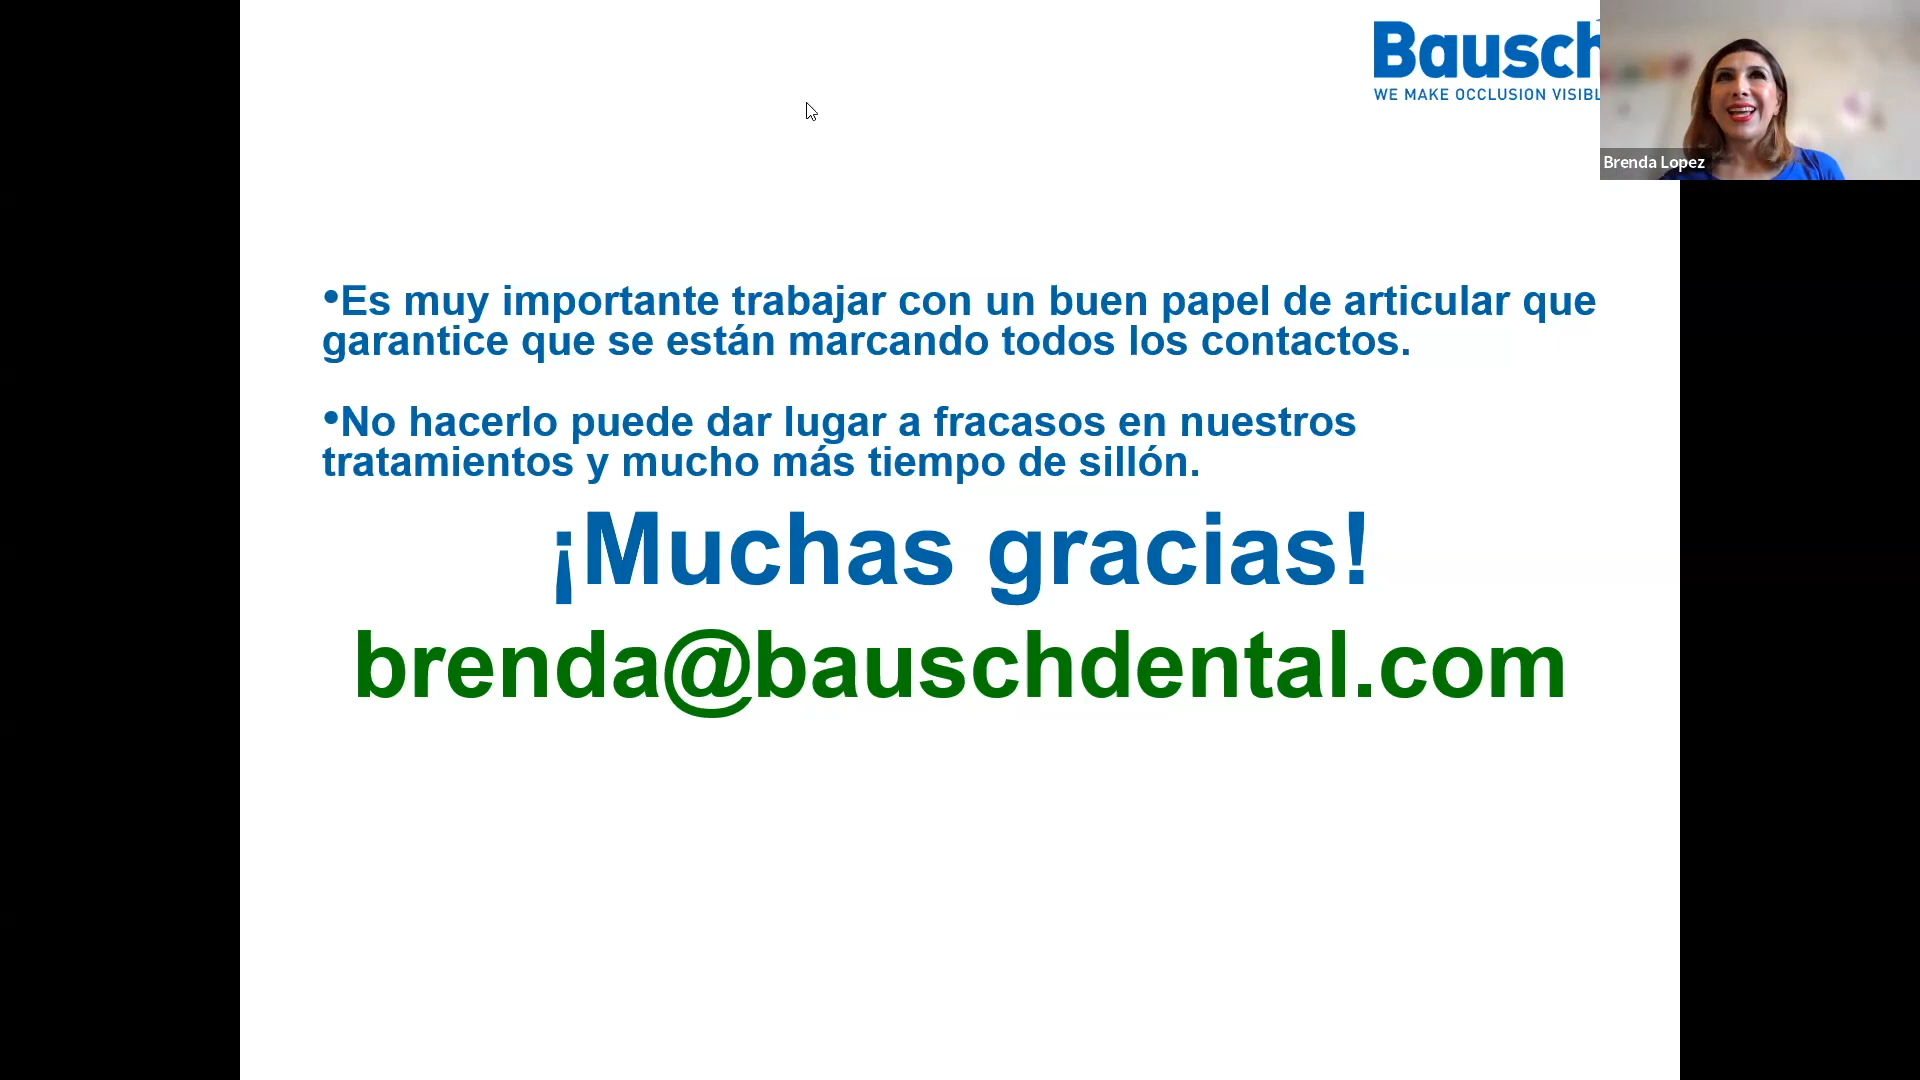 Bausch
WE MAKE OCCLUSION VISIBL
Brenda Lopez
•Es muy importante trabajar con un buen papel de articular que
garantice que se están marcando todos los contactos.
•No hacerlo puede dar lugar a fracasos en nuestros
tratamientos y mucho más tiempo de sillón.
¡Muchas gracias!
brenda@bauschdental.com